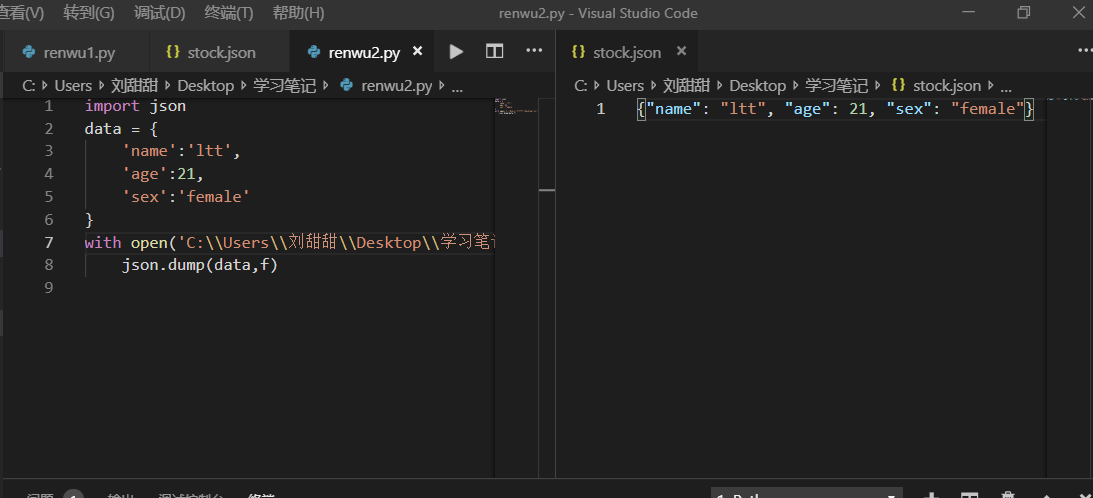 查看(V) 转到(G) 调试(D) 终端(T) 帮助(H) renwu2.py - Visual Studio Code
renwu1.py stock.json renwu2.py
C: Users 刘甜甜 Desktop 学习笔记 renwu2.py ...
1 import json
2 data = {
3 'name':'ltt',
4 'age':21,
5 'sex':'female'
6 }
7 with open('C:\\Users\\刘甜甜\\Desktop\\学习笔
8 json.dump(data,f)
9
stock.json
C: Users 刘甜甜 Desktop 学习笔记 stock.json ...
1 {"name": "ltt", "age": 21, "sex": "female"}
问题 1 输出 调试控制台 终端